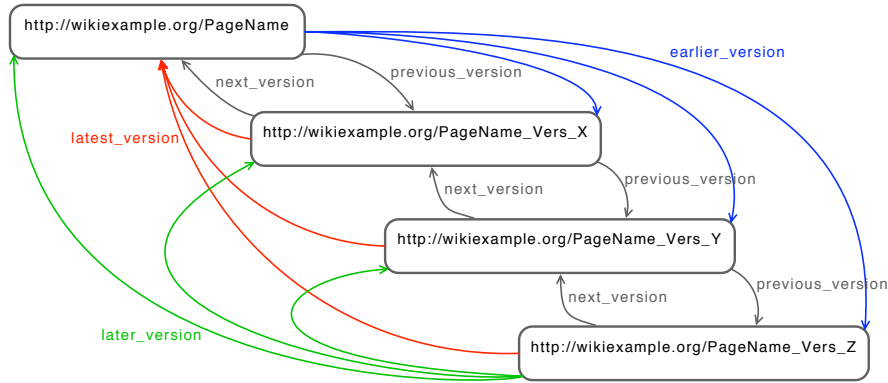 http://wikiexample.org/PageName
earlier_version
previous_version
next_version
http://wikiexample.org/PageName_Vers_X
latest_version
previous_version
next_version
http://wikiexample.org/PageName_Vers_Y
previous_version
next_version
later_version
http://wikiexample.org/PageName_Vers_Z